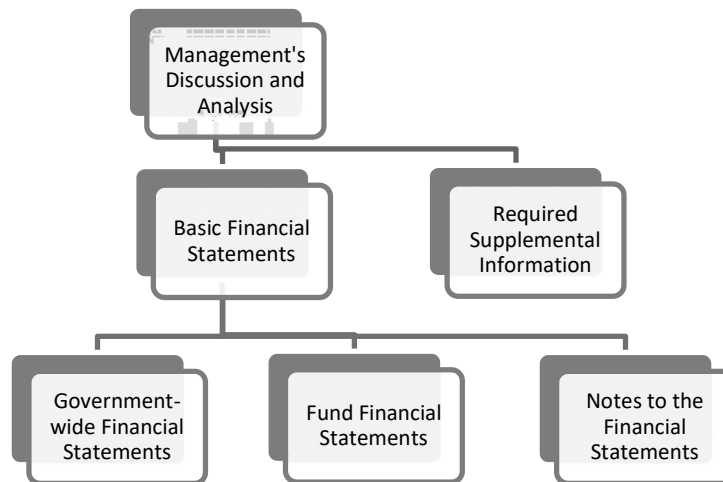 Management's
Discussion and
Analysis
Basic Financial
Statements
Required
Supplemental
Information
Government-
wide Financial
Statements
Fund Financial
Statements
Notes to the
Financial
Statements